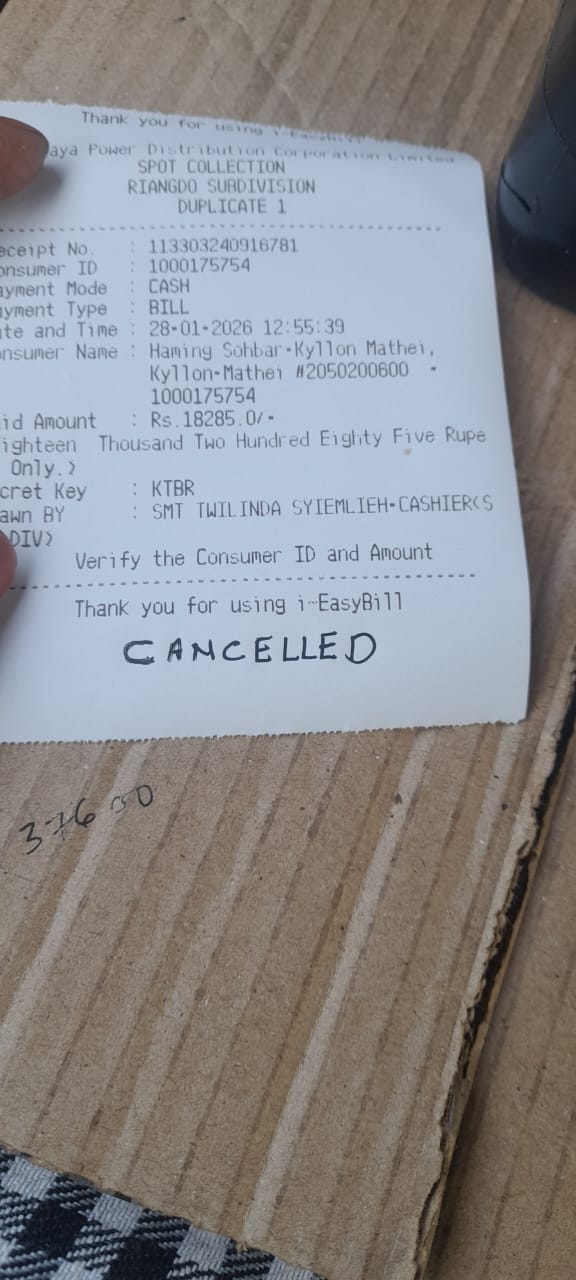 Thank you for using i-EasyBill
aya Power Distribution Corporation Limited
SPOT COLLECTION
RIANGDO SUBDIVISION
DUPLICATE 1
eceipt No. : 113303240916781
onsumer ID : 1000175754
ayment Mode : CASH
ayment Type : BILL
te and Time : 28-01-2026 12:55:39
nsumer Name : Haming Sohbar-Kyllon Mathei,
Kyllon-Mathei #2050200600 -
1000175754
id Amount : Rs.18285.0/-
ighteen Thousand Two Hundred Eighty Five Rupe
Only.)
cret Key : KTBR
awn BY : SMT TWILINDA SYIEMLIEH-CASHIER(S
DIV)
Verify the Consumer ID and Amount
Thank you for using i-EasyBill
CANCELLED